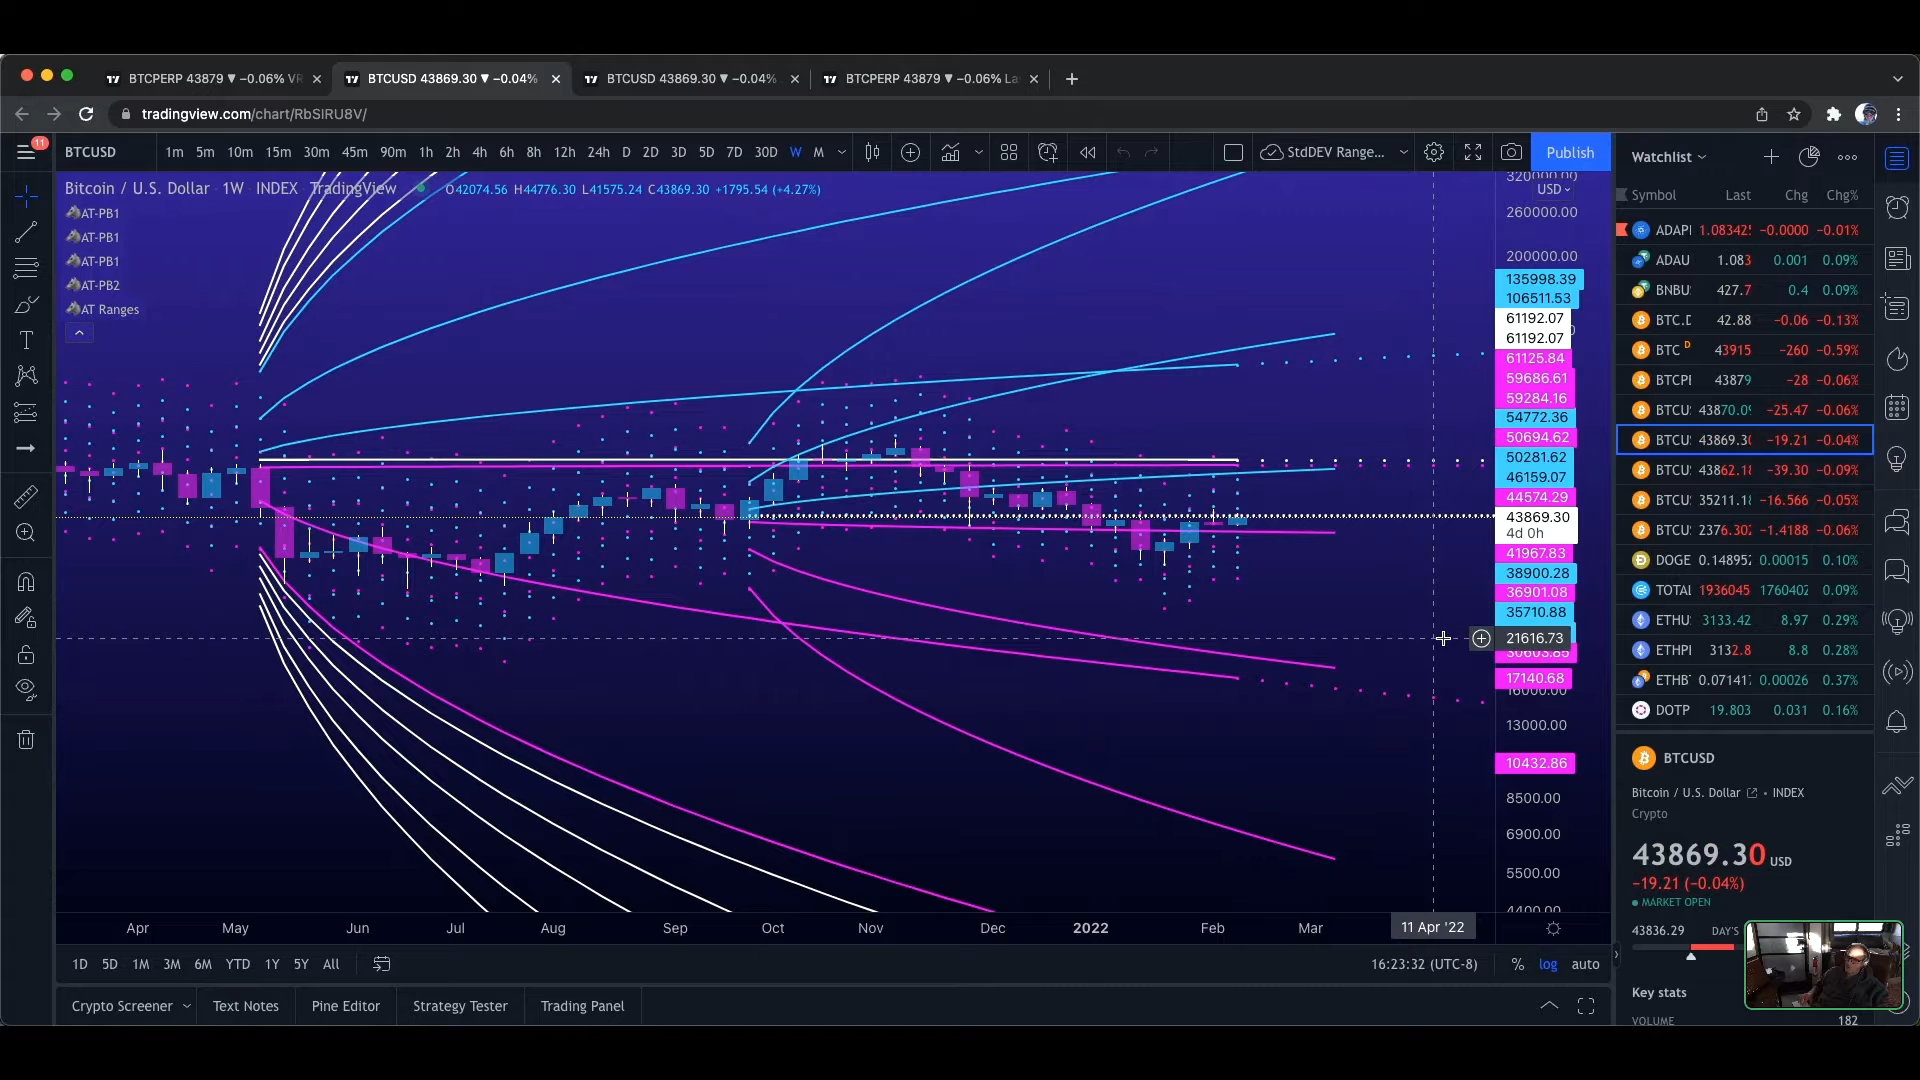 BTCPERP 43879 ▼ −0.06% VR
BTCUSD 43869.30 ▼ −0.04%
BTCUSD 43869.30 ▼ −0.04%
BTCPERP 43879 ▼ −0.06% La
tradingview.com/chart/RbSIRU8V/
11
BTCUSD
1m 5m 10m 15m 30m 45m 90m 1h 2h 4h 6h 8h 12h 24h D 2D 3D 5D 7D 30D W M
StdDEV Range...
Publish
Bitcoin / U.S. Dollar 1W INDEX TradingView
O42074.56 H44776.30 L41575.24 C43869.30 +1795.54 (+4.27%)
AT-PB1
AT-PB1
AT-PB1
AT-PB2
AT Ranges
USD
260000.00
200000.00
135998.39
106511.53
61192.07
61192.07
61125.84
59686.61
59284.16
54772.36
50694.62
50281.62
46159.07
44574.29
43869.30
4d 0h
41967.83
38900.28
36901.08
35710.88
21616.73
30603.85
17140.68
16000.00
13000.00
10432.86
8500.00
6900.00
5500.00
4400.00
Apr May Jun Jul Aug Sep Oct Nov Dec 2022 Feb Mar 11 Apr '22
1D 5D 1M 3M 6M YTD 1Y 5Y All
16:23:32 (UTC-8) % log auto
Crypto Screener Text Notes Pine Editor Strategy Tester Trading Panel
Watchlist
Symbol Last Chg Chg%
ADAPI 1.08342 −0.0000 −0.01%
ADAU 1.083 0.001 0.09%
BNBU 427.7 0.4 0.09%
BTC.D 42.88 −0.06 −0.13%
BTC D 43915 −260 −0.59%
BTCPI 43879 −28 −0.06%
BTCU 43870.0 −25.47 −0.06%
BTCU 43869.30 −19.21 −0.04%
BTCU 43862.1 −39.30 −0.09%
BTCU 35211.1 −16.566 −0.05%
BTCU 2376.30 −1.4188 −0.06%
DOGE 0.14895 0.00015 0.10%
TOTAL 1936045 1760402 0.09%
ETHU 3133.42 8.97 0.29%
ETHPI 3132.8 8.8 0.28%
ETHB 0.07141 0.00026 0.37%
DOTP 19.803 0.031 0.16%
BTCUSD
Bitcoin / U.S. Dollar • INDEX
Crypto
43869.30 USD
−19.21 (−0.04%)
MARKET OPEN
43836.29 DAY'S
Key stats
VOLUME 182